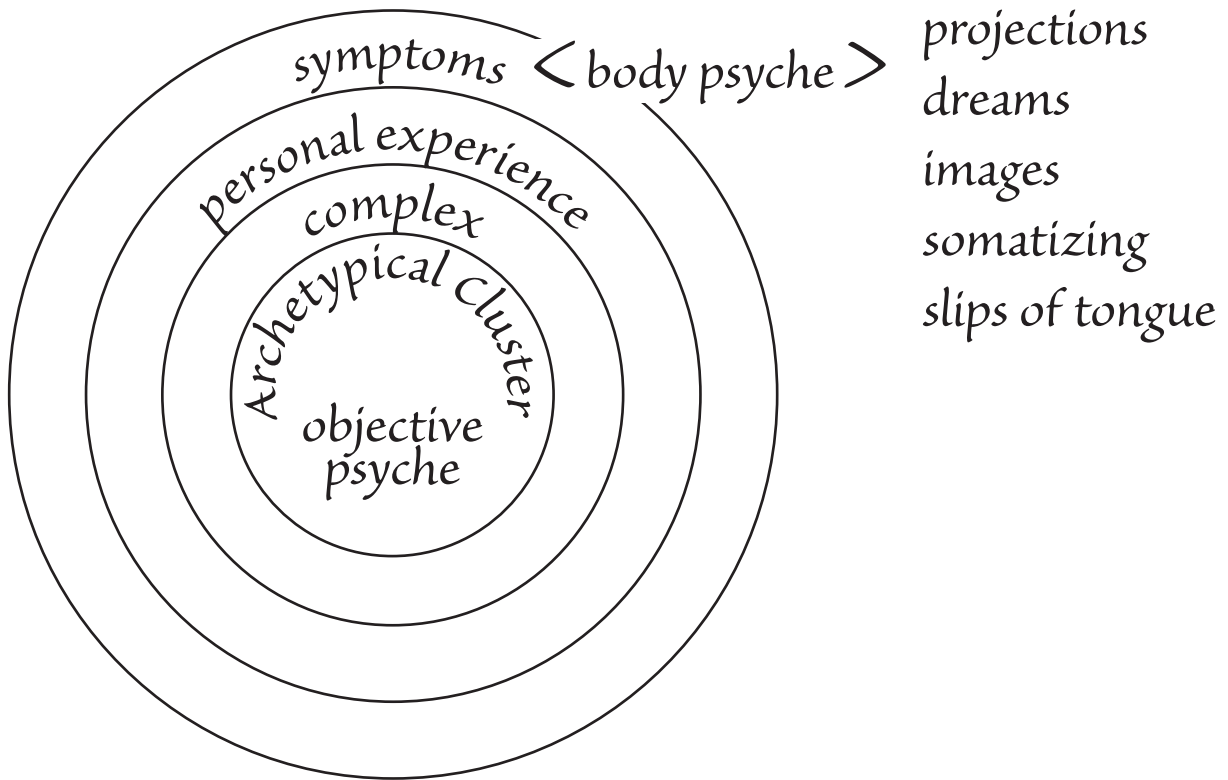 symptoms < body psyche >
projections
dreams
images
somatizing
slips of tongue
personal experience
complex
Archetypical Cluster
objective
psyche